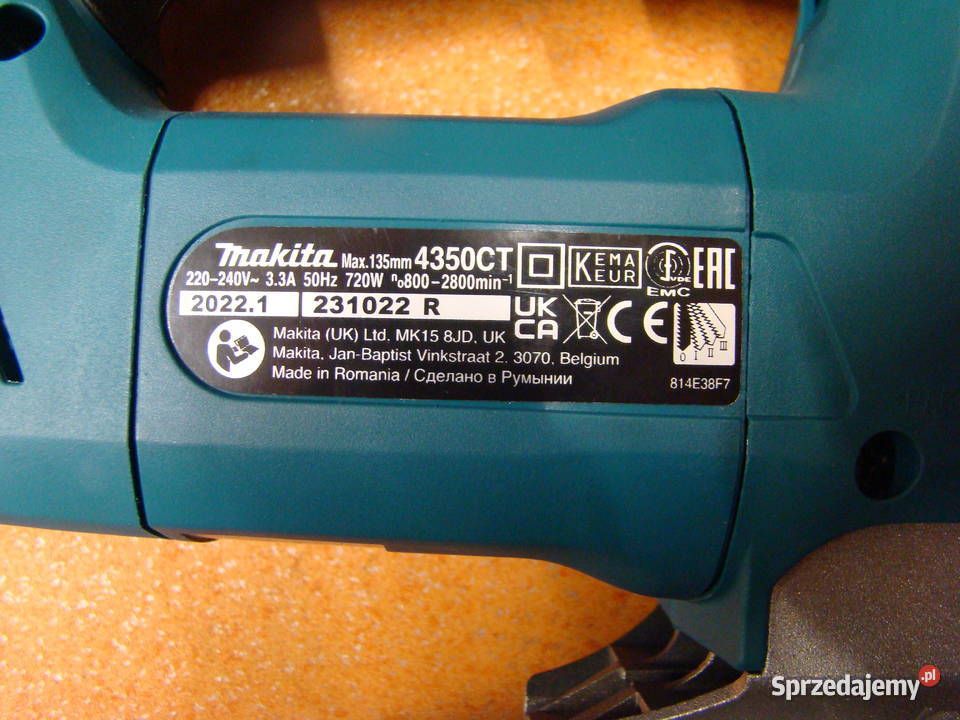 makita Max.135mm 4350CT KEMA KEUR VDE EMC EAC
220-240V~ 3.3A 50Hz 720W n₀800-2800min⁻¹
2022.1 231022 R UK CA CE
Makita (UK) Ltd. MK15 8JD, UK
Makita, Jan-Baptist Vinkstraat 2, 3070, Belgium
Made in Romania / Сделано в Румынии
0 I II III
814E38F7
Sprzedajemy.pl